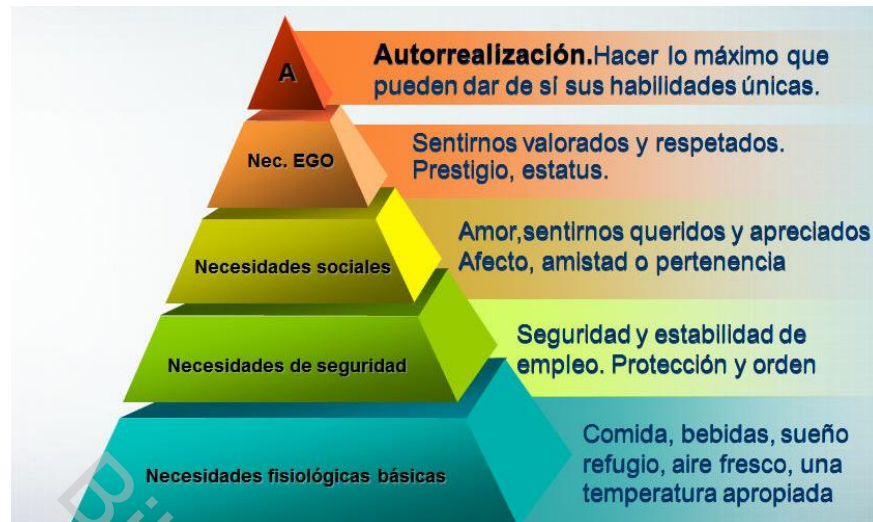 A
Autorrealización.Hacer lo máximo que
pueden dar de sí sus habilidades únicas.
Nec. EGO
Sentirnos valorados y respetados.
Prestigio, estatus.
Necesidades sociales
Amor,sentirnos queridos y apreciados
Afecto, amistad o pertenencia
Necesidades de seguridad
Seguridad y estabilidad de
empleo. Protección y orden
Necesidades fisiológicas básicas
Comida, bebidas, sueño
refugio, aire fresco, una
temperatura apropiada